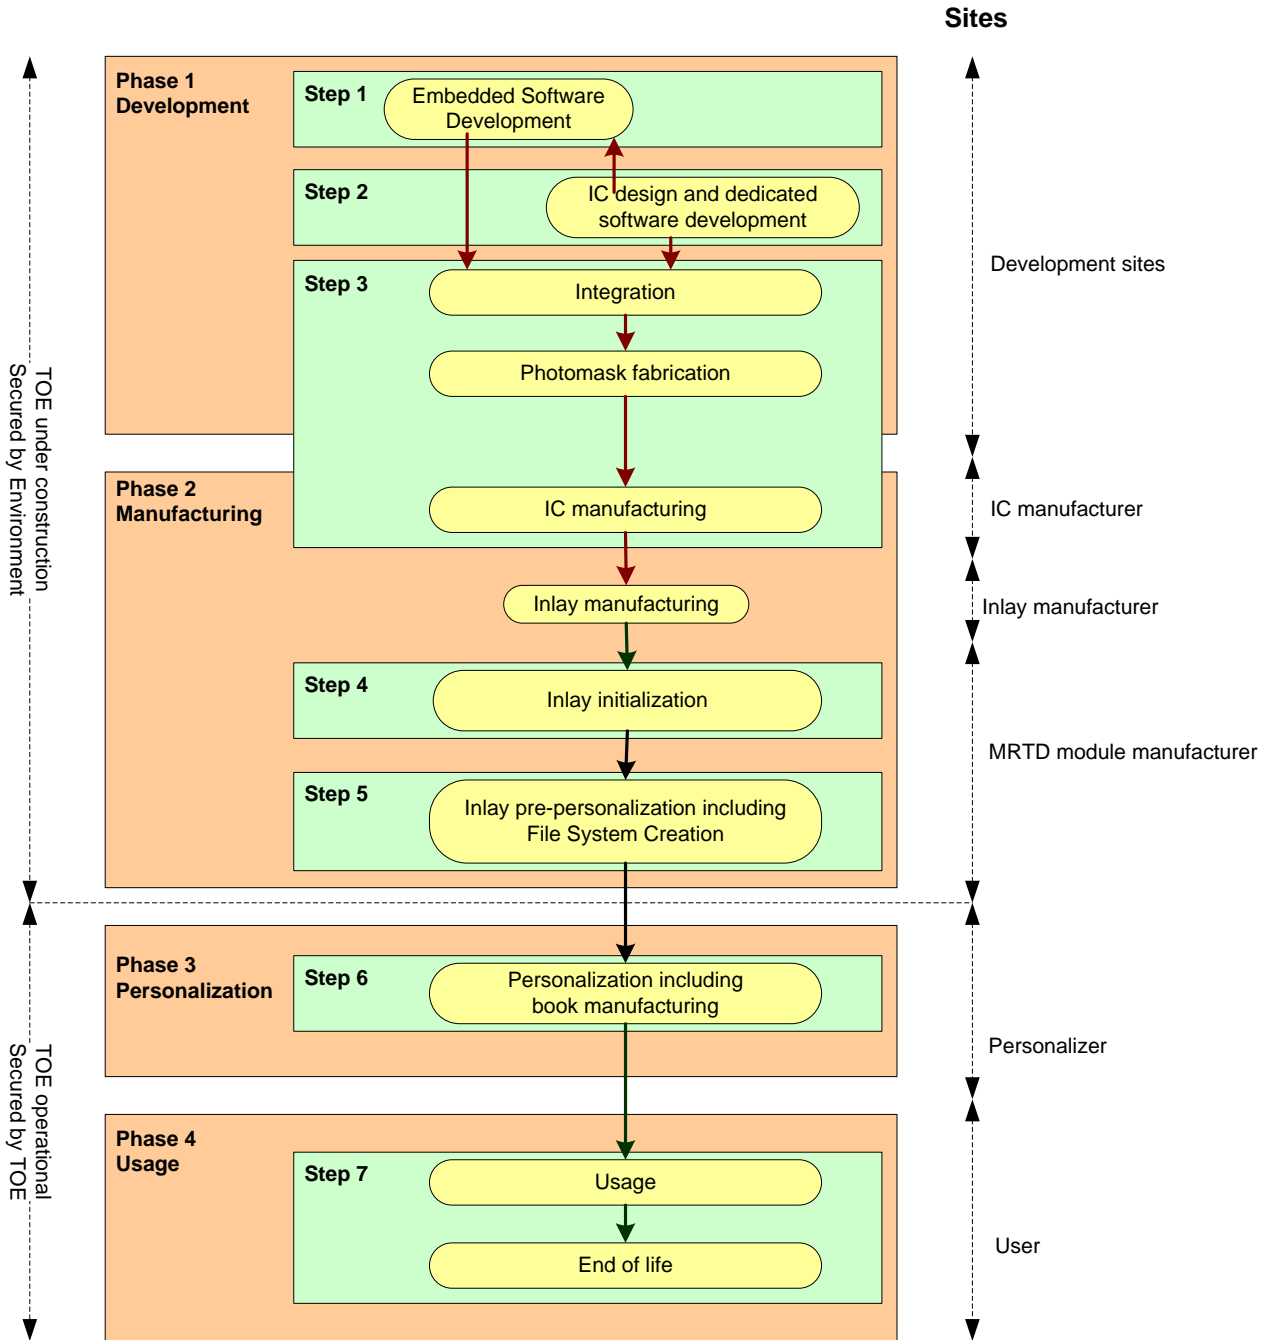 Sites
Phase 1
Development
Step 1
Embedded Software
Development
Step 2
IC design and dedicated
software development
Step 3
Integration
Development sites
Photomask fabrication
TOE under construction
Secured by Environment
Phase 2
Manufacturing
IC manufacturing
IC manufacturer
Inlay manufacturing
Inlay manufacturer
Step 4
Inlay initialization
MRTD module manufacturer
Step 5
Inlay pre-personalization including
File System Creation
Phase 3
Personalization
Step 6
Personalization including
book manufacturing
Personalizer
TOE operational
Secured by TOE
Phase 4
Usage
Step 7
Usage
User
End of life